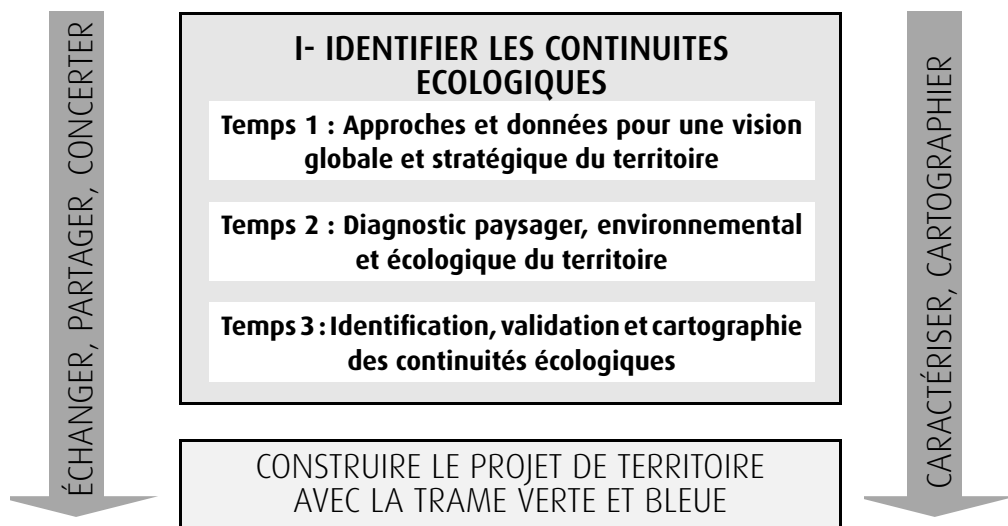 ÉCHANGER, PARTAGER, CONCERTER
I- IDENTIFIER LES CONTINUITES
ECOLOGIQUES
Temps 1 : Approches et données pour une vision
globale et stratégique du territoire
Temps 2 : Diagnostic paysager, environnemental
et écologique du territoire
Temps 3 : Identification, validation et cartographie
des continuités écologiques
CONSTRUIRE LE PROJET DE TERRITOIRE
AVEC LA TRAME VERTE ET BLEUE
CARACTÉRISER, CARTOGRAPHIER